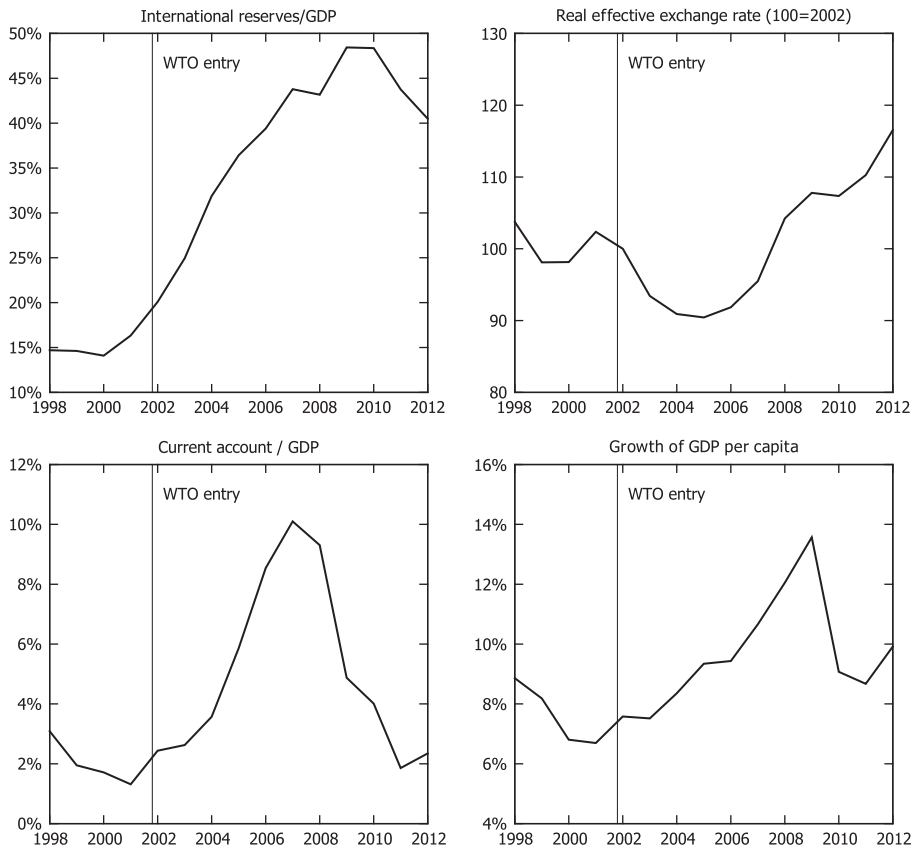 International reserves/GDP
50%
45%
40%
35%
30%
25%
20%
15%
10%
WTO entry
1998 2000 2002 2004 2006 2008 2010 2012
Real effective exchange rate (100=2002)
130
120
110
100
90
80
WTO entry
1998 2000 2002 2004 2006 2008 2010 2012
Current account / GDP
12%
10%
8%
6%
4%
2%
0%
WTO entry
1998 2000 2002 2004 2006 2008 2010 2012
Growth of GDP per capita
16%
14%
12%
10%
8%
6%
4%
WTO entry
1998 2000 2002 2004 2006 2008 2010 2012